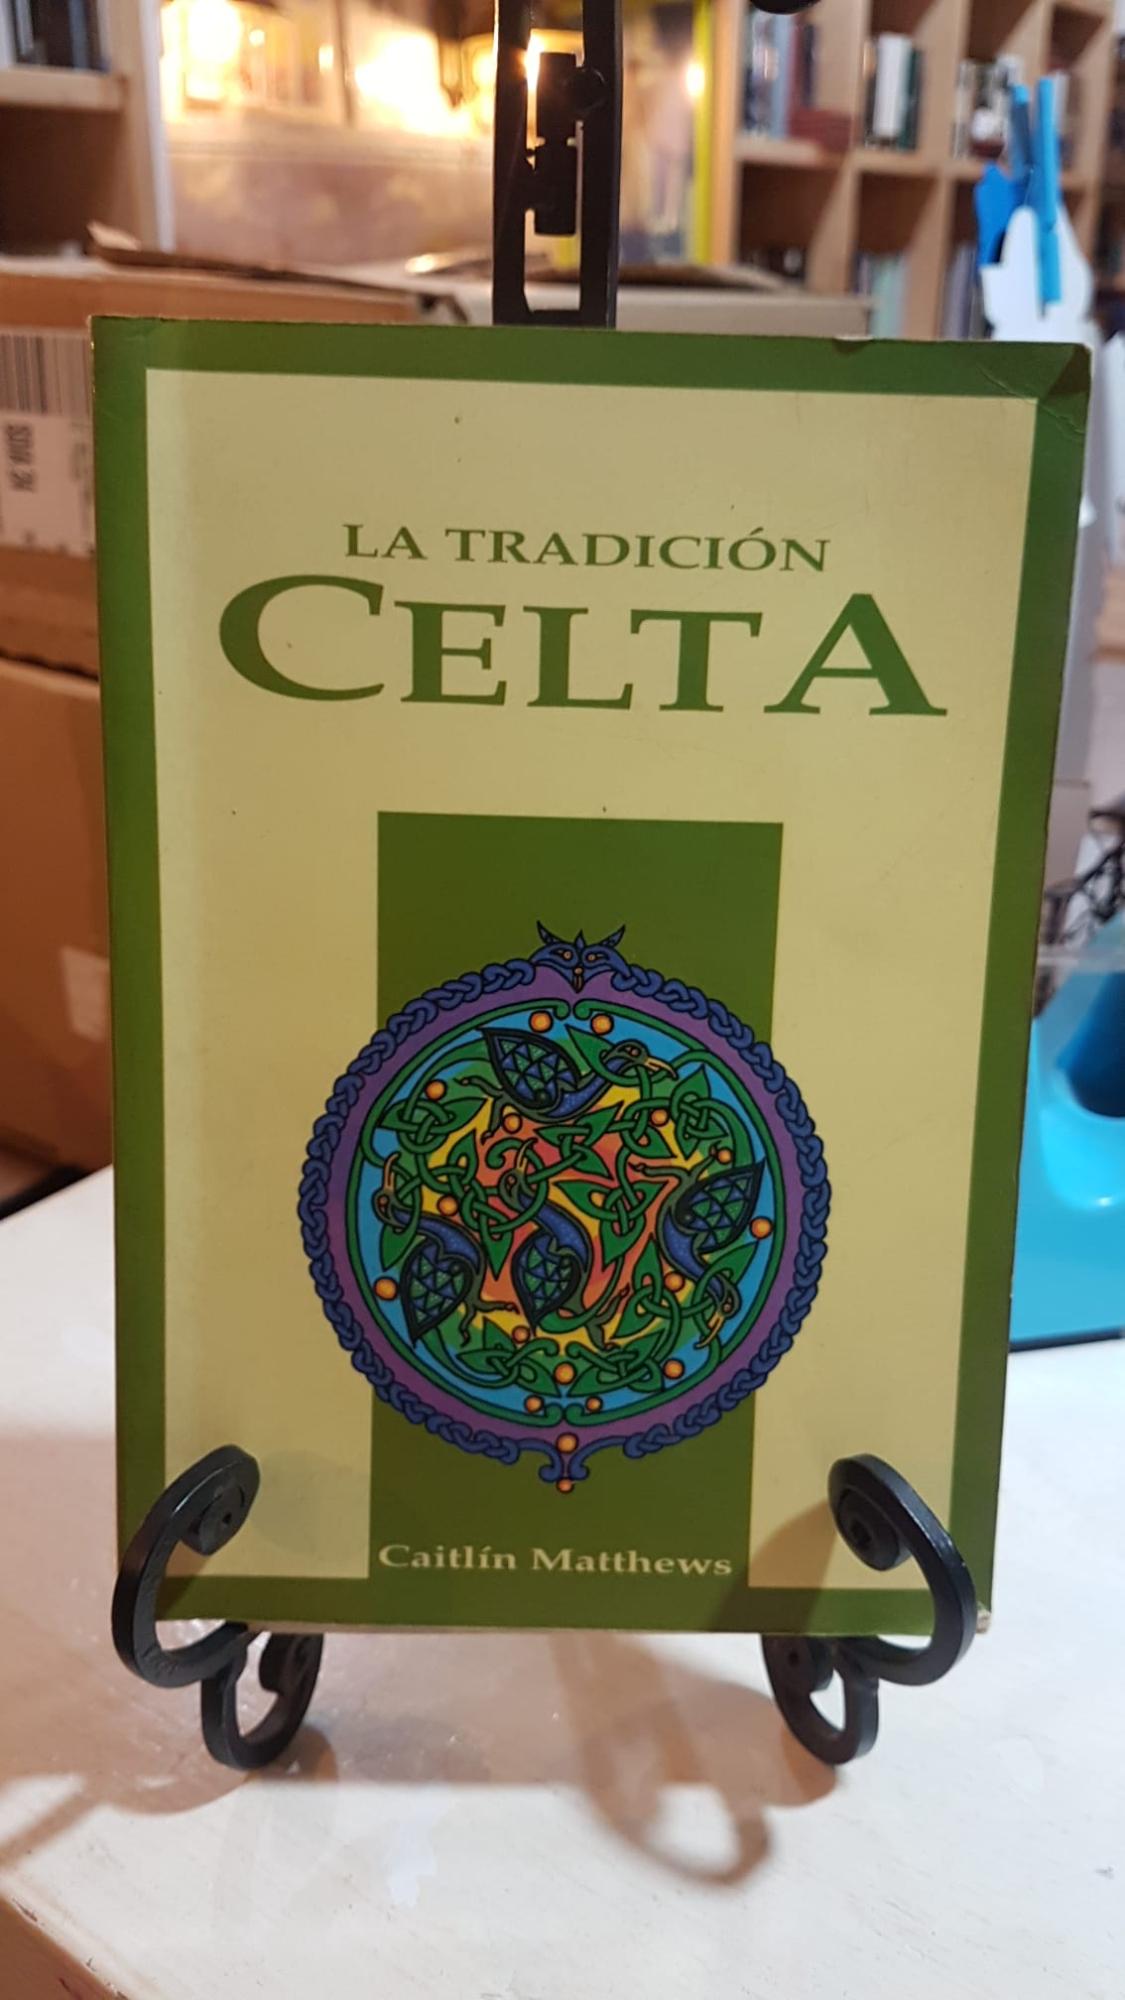 LA TRADICIÓN
CELTA
Caitlín Matthews